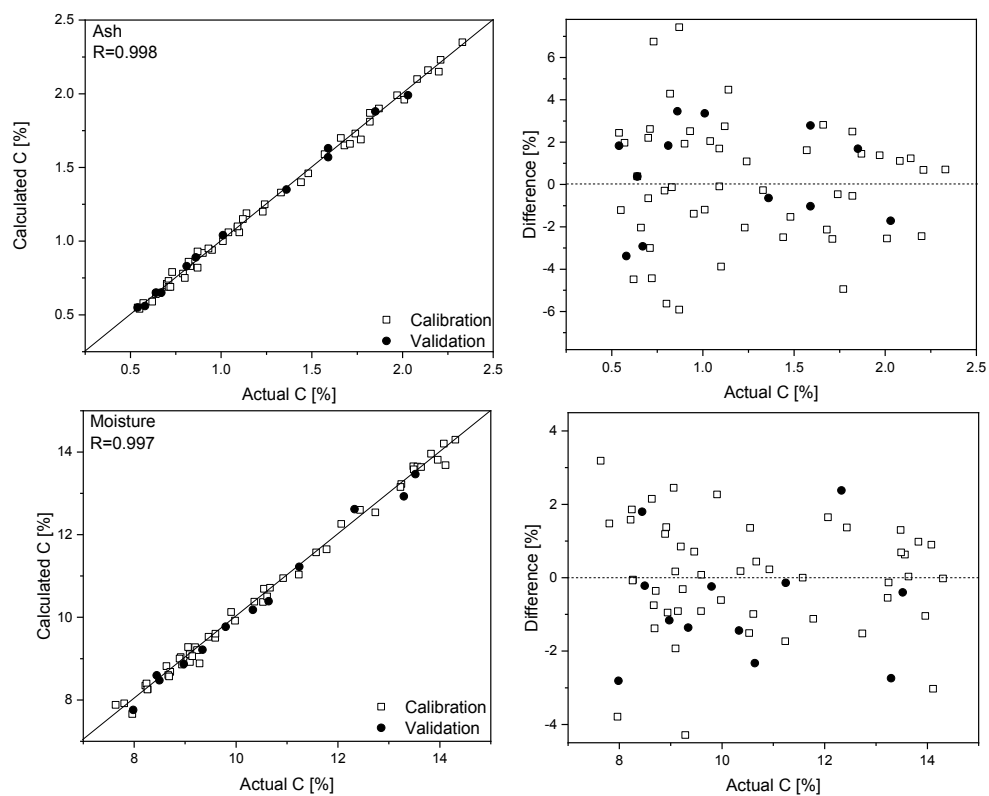 Ash
R=0.998
Calculated C [%]
2.5
2.0
1.5
1.0
0.5
Calibration
Validation
0.5 1.0 1.5 2.0 2.5
Actual C [%]
Difference [%]
6
4
2
0
-2
-4
-6
0.5 1.0 1.5 2.0 2.5
Actual C [%]
Moisture
R=0.997
Calculated C [%]
14
12
10
8
Calibration
Validation
8 10 12 14
Actual C [%]
Difference [%]
4
2
0
-2
-4
8 10 12 14
Actual C [%]